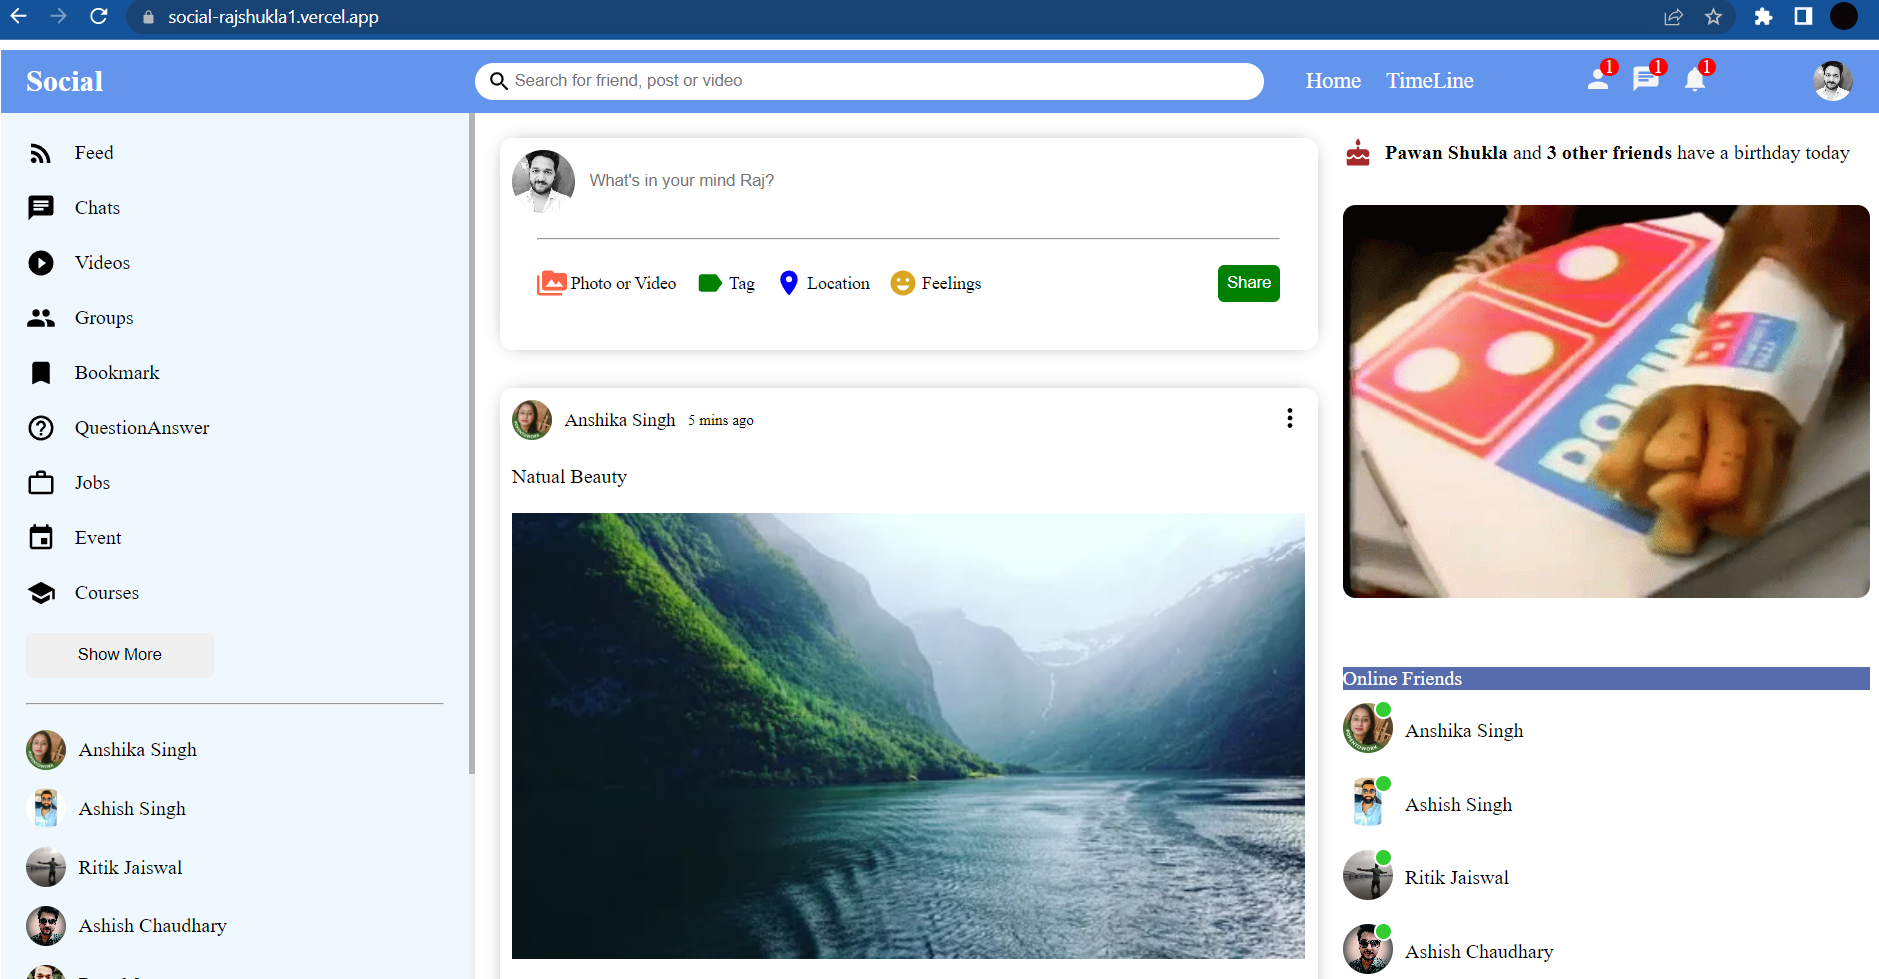 social-rajshukla1.vercel.app
Social
Search for friend, post or video
Home
TimeLine
1
1
1
Feed
Chats
Videos
Groups
Bookmark
QuestionAnswer
Jobs
Event
Courses
Show More
Anshika Singh
Ashish Singh
Ritik Jaiswal
Ashish Chaudhary
What's in your mind Raj?
Photo or Video
Tag
Location
Feelings
Share
Anshika Singh 5 mins ago
Natual Beauty
Pawan Shukla and 3 other friends have a birthday today
Online Friends
Anshika Singh
Ashish Singh
Ritik Jaiswal
Ashish Chaudhary